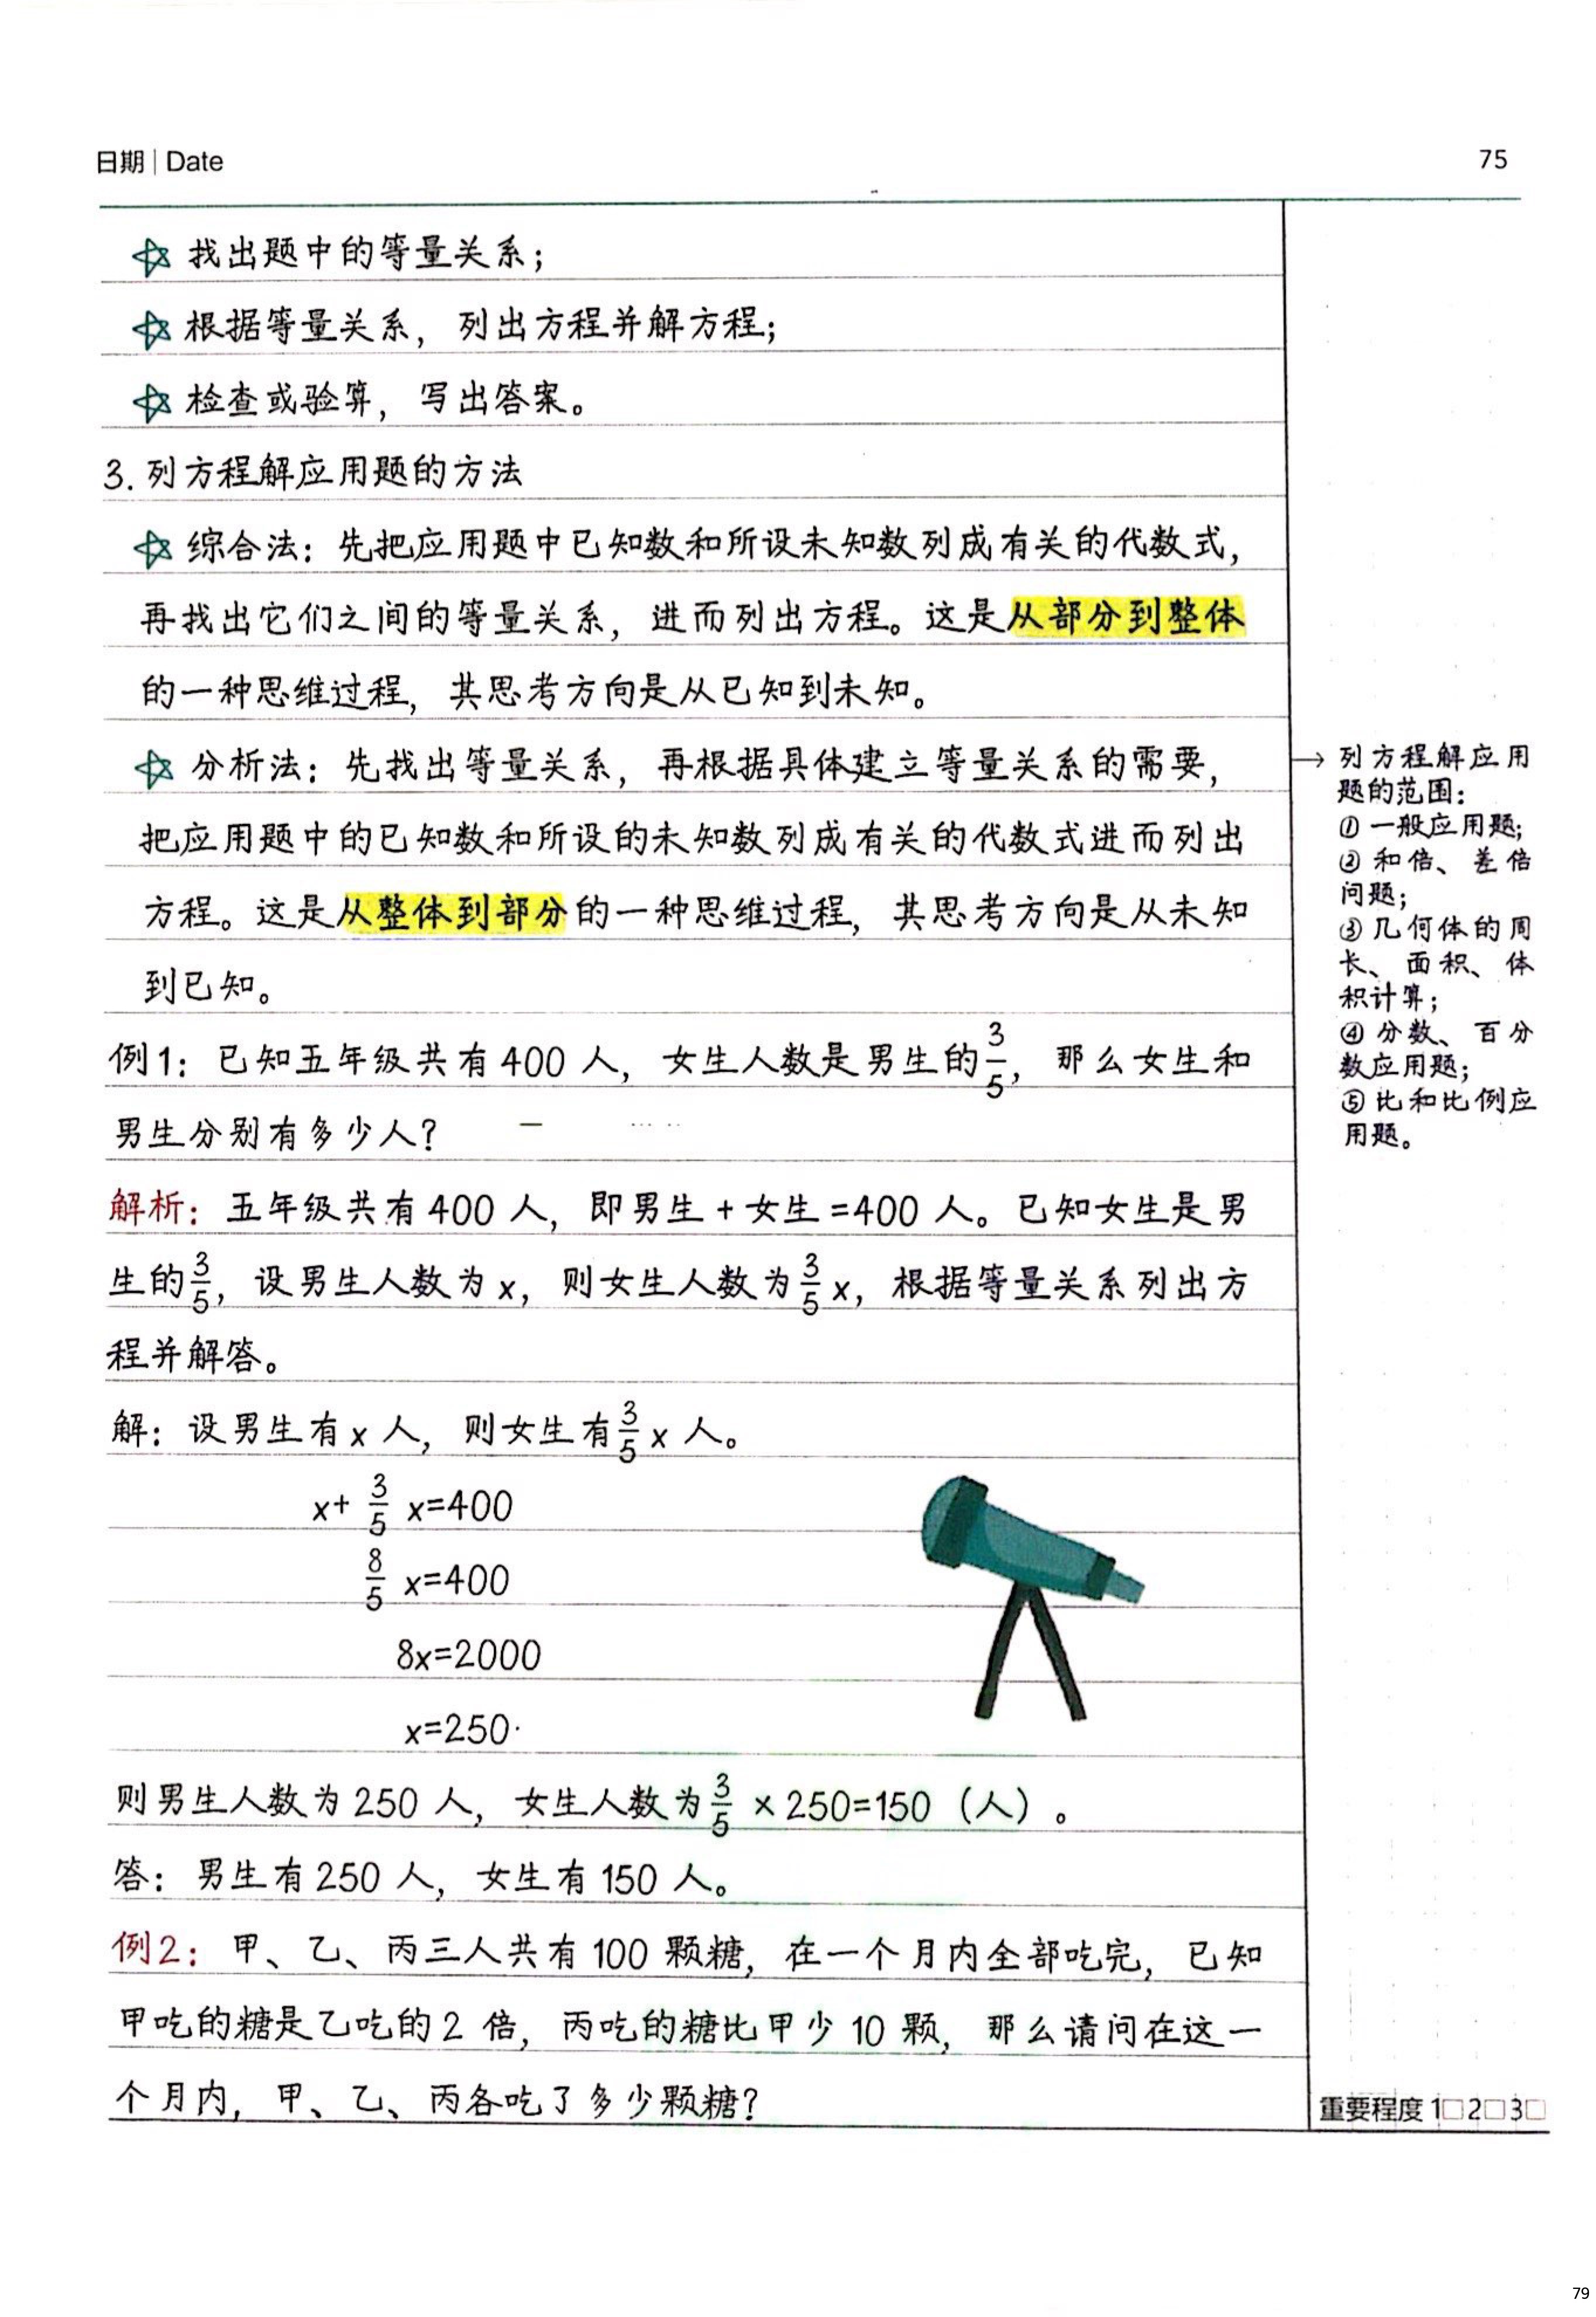 日期 | Date
75
☆ 找出题中的等量关系；
☆ 根据等量关系，列出方程并解方程；
☆ 检查或验算，写出答案。
3. 列方程解应用题的方法
☆ 综合法：先把应用题中已知数和所设未知数列成有关的代数式，
再找出它们之间的等量关系，进而列出方程。这是从部分到整体
的一种思维过程，其思考方向是从已知到未知。
☆ 分析法：先找出等量关系，再根据具体建立等量关系的需要，
把应用题中的已知数和所设的未知数列成有关的代数式进而列出
方程。这是从整体到部分的一种思维过程，其思考方向是从未知
到已知。
例1：已知五年级共有400人，女生人数是男生的3/5，那么女生和
男生分别有多少人？
解析：五年级共有400人，即男生+女生=400人。已知女生是男
生的3/5，设男生人数为x，则女生人数为3/5x，根据等量关系列出方
程并解答。
解：设男生有x人，则女生有3/5x人。
x+3/5x=400
8/5x=400
8x=2000
x=250
则男生人数为250人，女生人数为3/5×250=150（人）。
答：男生有250人，女生有150人。
例2：甲、乙、丙三人共有100颗糖，在一个月内全部吃完，已知
甲吃的糖是乙吃的2倍，丙吃的糖比甲少10颗，那么请问在这一
个月内，甲、乙、丙各吃了多少颗糖？
→ 列方程解应用
题的范围：
① 一般应用题；
② 和倍、差倍
问题；
③ 几何体的周
长、面积、体
积计算；
④ 分数、百分
数应用题；
⑤ 比和比例应
用题。
重要程度 1□2□3□
79